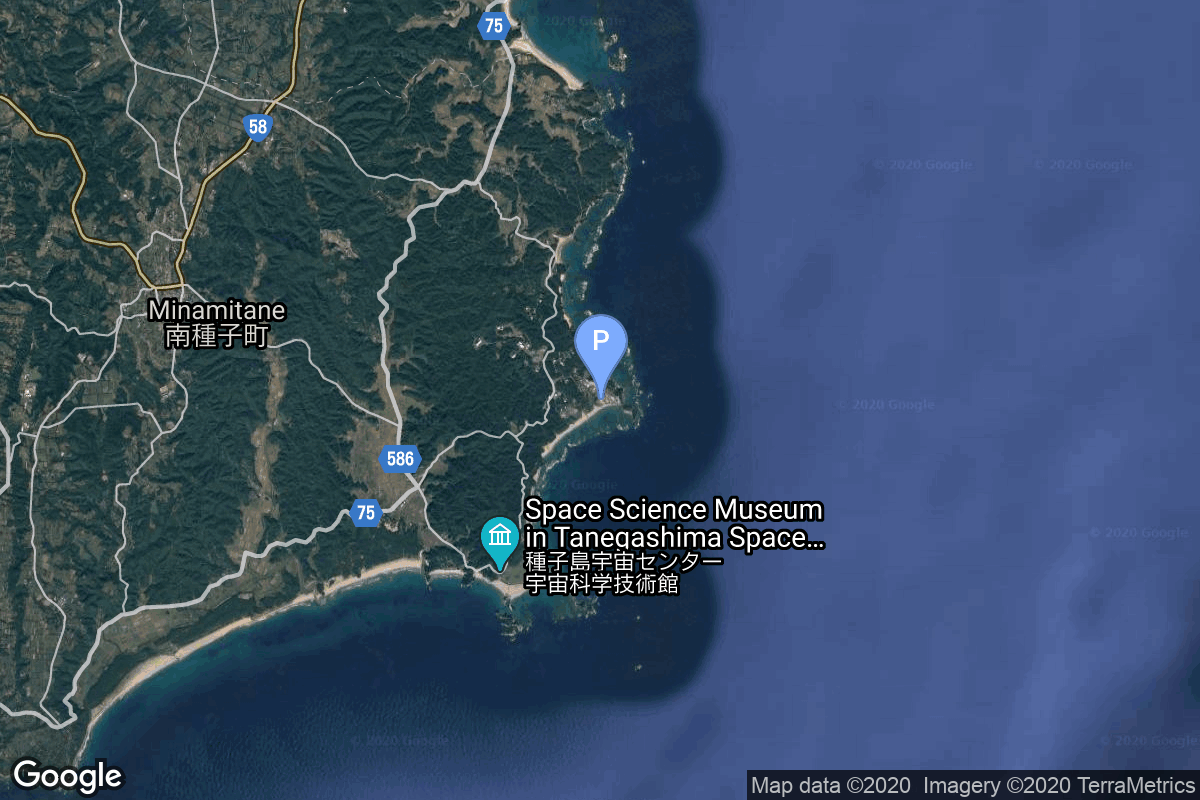 75
© 2020 Google
58
© 2020 Google
© 2020 Google
Minamitane
南種子町
P
© 2020 Google
586
2020 Google
75
Space Science Museum
in Tanegashima Space...
種子島宇宙センター
宇宙科学技術館
© 2020 Google
© 2020 Google
© 2020 Google
Google
Map data ©2020 Imagery ©2020 TerraMetrics